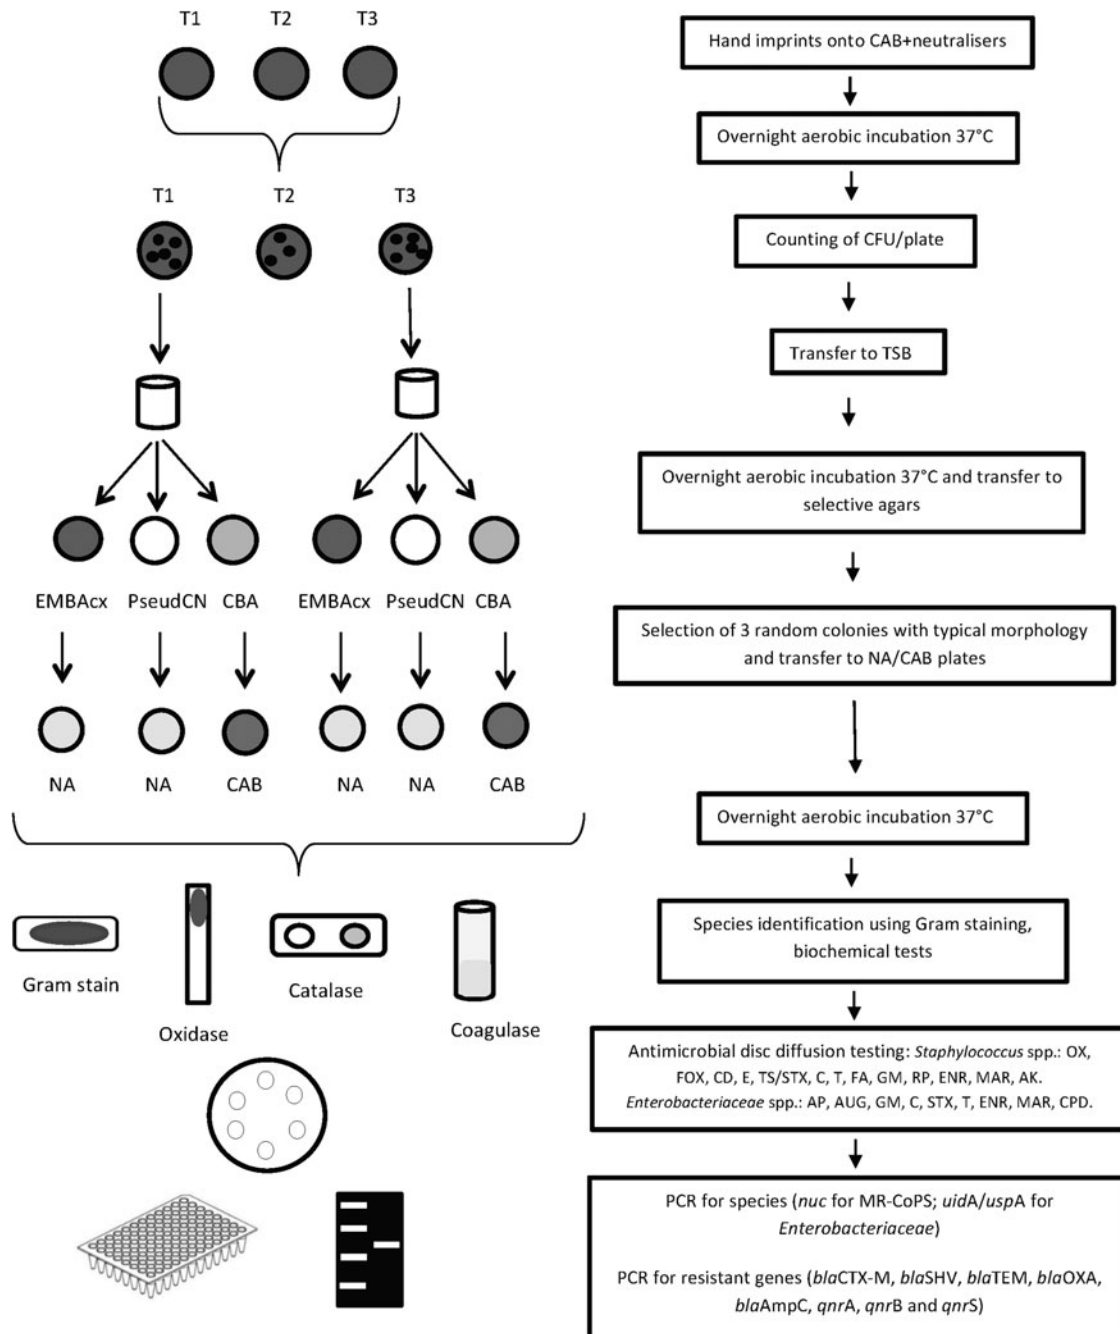 T1 T2 T3
T1 T2 T3
EMBAcx PseudCN CBA EMBAcx PseudCN CBA
NA NA CAB NA NA CAB
Gram stain
Oxidase
Catalase
Coagulase
Hand imprints onto CAB+neutralisers
Overnight aerobic incubation 37°C
Counting of CFU/plate
Transfer to TSB
Overnight aerobic incubation 37°C and transfer to
selective agars
Selection of 3 random colonies with typical morphology
and transfer to NA/CAB plates
Overnight aerobic incubation 37°C
Species identification using Gram staining,
biochemical tests
Antimicrobial disc diffusion testing: Staphylococcus spp.: OX,
FOX, CD, E, TS/STX, C, T, FA, GM, RP, ENR, MAR, AK.
Enterobacteriaceae spp.: AP, AUG, GM, C, STX, T, ENR, MAR, CPD.
PCR for species (nuc for MR-CoPS; uidA/uspA for
Enterobacteriaceae)
PCR for resistant genes (blaCTX-M, blaSHV, blaTEM, blaOXA,
blaAmpC, qnrA, qnrB and qnrS)